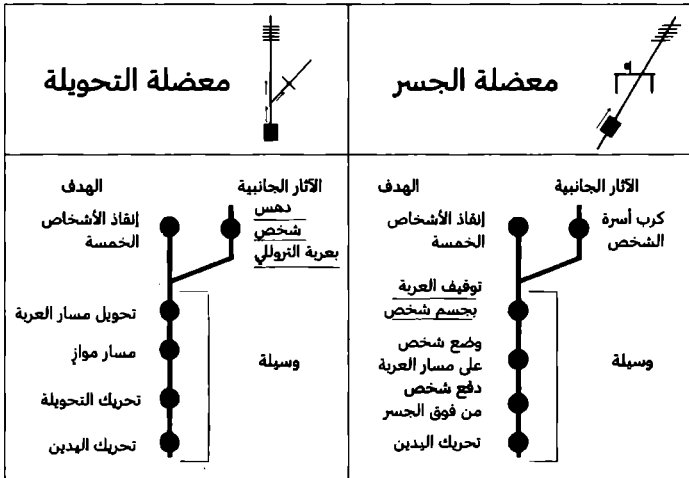 معضلة الجسر
معضلة التحويلة
الآثار الجانبية
الهدف
كرب أسرة
الشخص
إنقاذ الأشخاص
الخمسة
توقيف العربة
بجسم شخص
وضع شخص
على مسار العربة
دفع شخص
من فوق الجسر
تحريك اليدين
وسيلة
الآثار الجانبية
الهدف
دهس
شخص
بعربة التروللي
إنقاذ الأشخاص
الخمسة
تحويل مسار العربة
مسار موازٍ
تحريك التحويلة
تحريك اليدين
وسيلة